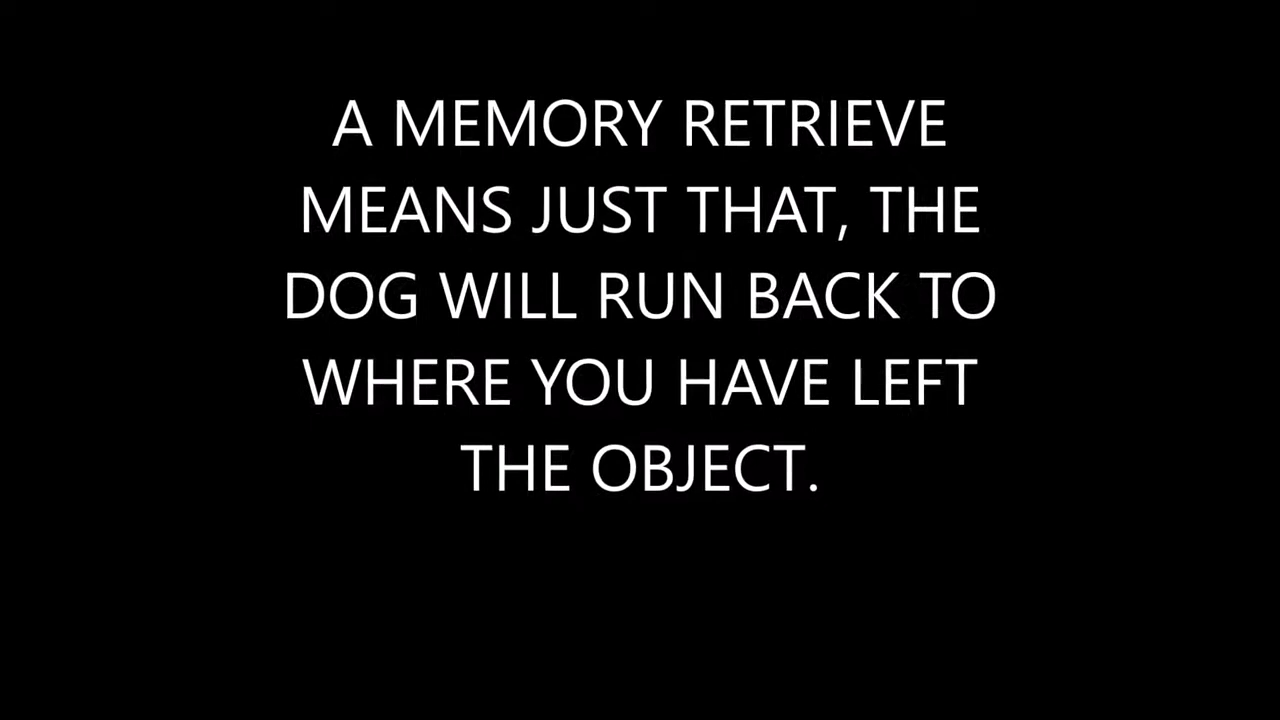 A MEMORY RETRIEVE
MEANS JUST THAT, THE
DOG WILL RUN BACK TO
WHERE YOU HAVE LEFT
THE OBJECT.